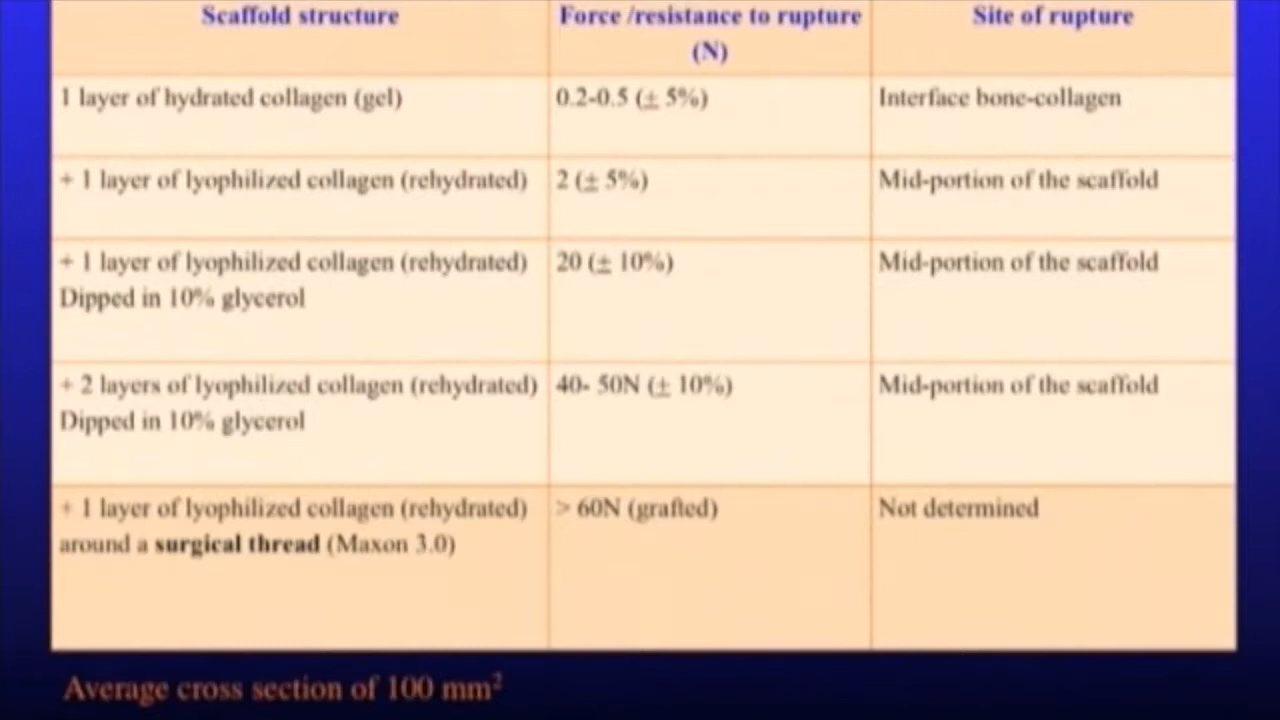 Scaffold structure
Force /resistance to rupture (N)
Site of rupture
1 layer of hydrated collagen (gel)
0.2-0.5 (± 5%)
Interface bone-collagen
+ 1 layer of lyophilized collagen (rehydrated)
2 (± 5%)
Mid-portion of the scaffold
+ 1 layer of lyophilized collagen (rehydrated)
Dipped in 10% glycerol
20 (± 10%)
Mid-portion of the scaffold
+ 2 layers of lyophilized collagen (rehydrated)
Dipped in 10% glycerol
40- 50N (± 10%)
Mid-portion of the scaffold
+ 1 layer of lyophilized collagen (rehydrated)
around a surgical thread (Maxon 3.0)
> 60N (grafted)
Not determined
Average cross section of 100 mm²